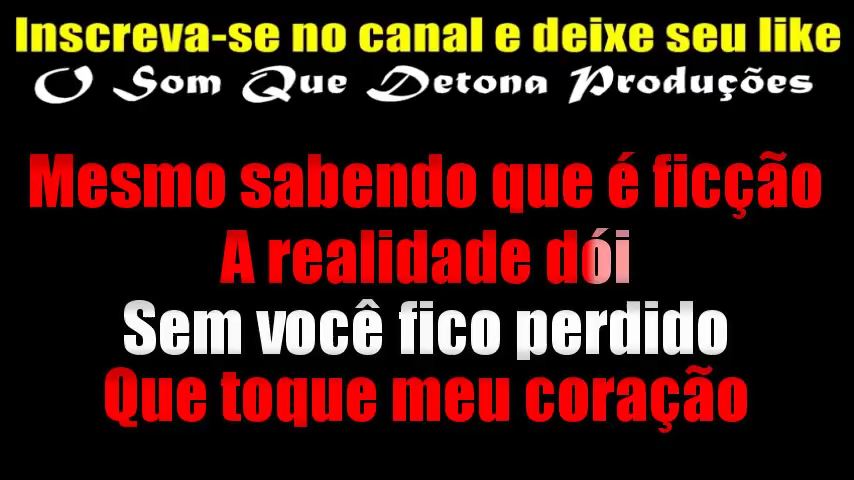 Inscreva-se no canal e deixe seu like
O Som Que Detona Produções
Mesmo sabendo que é ficção
A realidade dói
Sem você fico perdido
Que toque meu coração